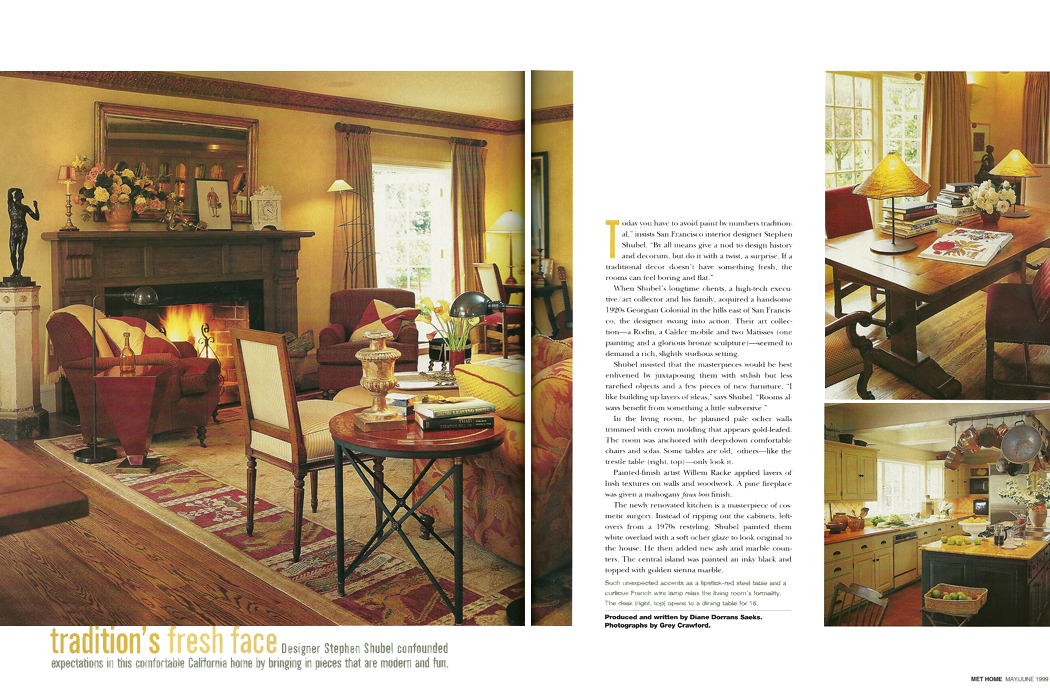 tradition's fresh face Designer Stephen Shubel confounded
expectations in this comfortable California home by bringing in pieces that are modern and fun.
Today you have to avoid paint by numbers tradition-
al," insists San Francisco interior designer Stephen
Shubel. "By all means give a nod to design history
and decorum, but do it with a twist, a surprise. If a
traditional decor doesn't have something fresh, the
rooms can feel boring and flat."
When Shubel's longtime clients, a high-tech execu-
tive/art collector and his family, acquired a handsome
1920s Georgian Colonial in the hills east of San Francis-
co, the designer swung into action. Their art collec-
tion—a Rodin, a Calder mobile and two Matisses (one
painting and a glorious bronze sculpture)—seemed to
demand a rich, slightly studious setting.
Shubel insisted that the masterpieces would be best
enlivened by juxtaposing them with stylish but less
rarefied objects and a few pieces of new furniture. "I
like building up layers of ideas," says Shubel. "Rooms al-
ways benefit from something a little subversive."
In the living room, he planned pale ocher walls
trimmed with crown molding that appears gold-leafed.
The room was anchored with deep-down comfortable
chairs and sofas. Some tables are old, others—like the
trestle table (right, top)—only look it.
Painted-finish artist Willem Racke applied layers of
lush textures on walls and woodwork. A pine fireplace
was given a mahogany faux bois finish.
The newly renovated kitchen is a masterpiece of cos-
metic surgery. Instead of ripping out the cabinets, left-
overs from a 1970s restyling, Shubel painted them
white overlaid with a soft ocher glaze to look original to
the house. He then added new ash and marble coun-
ters. The central island was painted an inky black and
topped with golden sienna marble.
Such unexpected accents as a lipstick-red steel table and a
curlicue French wire lamp relax the living room's formality.
The desk (right, top) opens to a dining table for 16.
Produced and written by Diane Dorrans Saeks.
Photographs by Grey Crawford.
MET HOME MAY/JUNE 1999